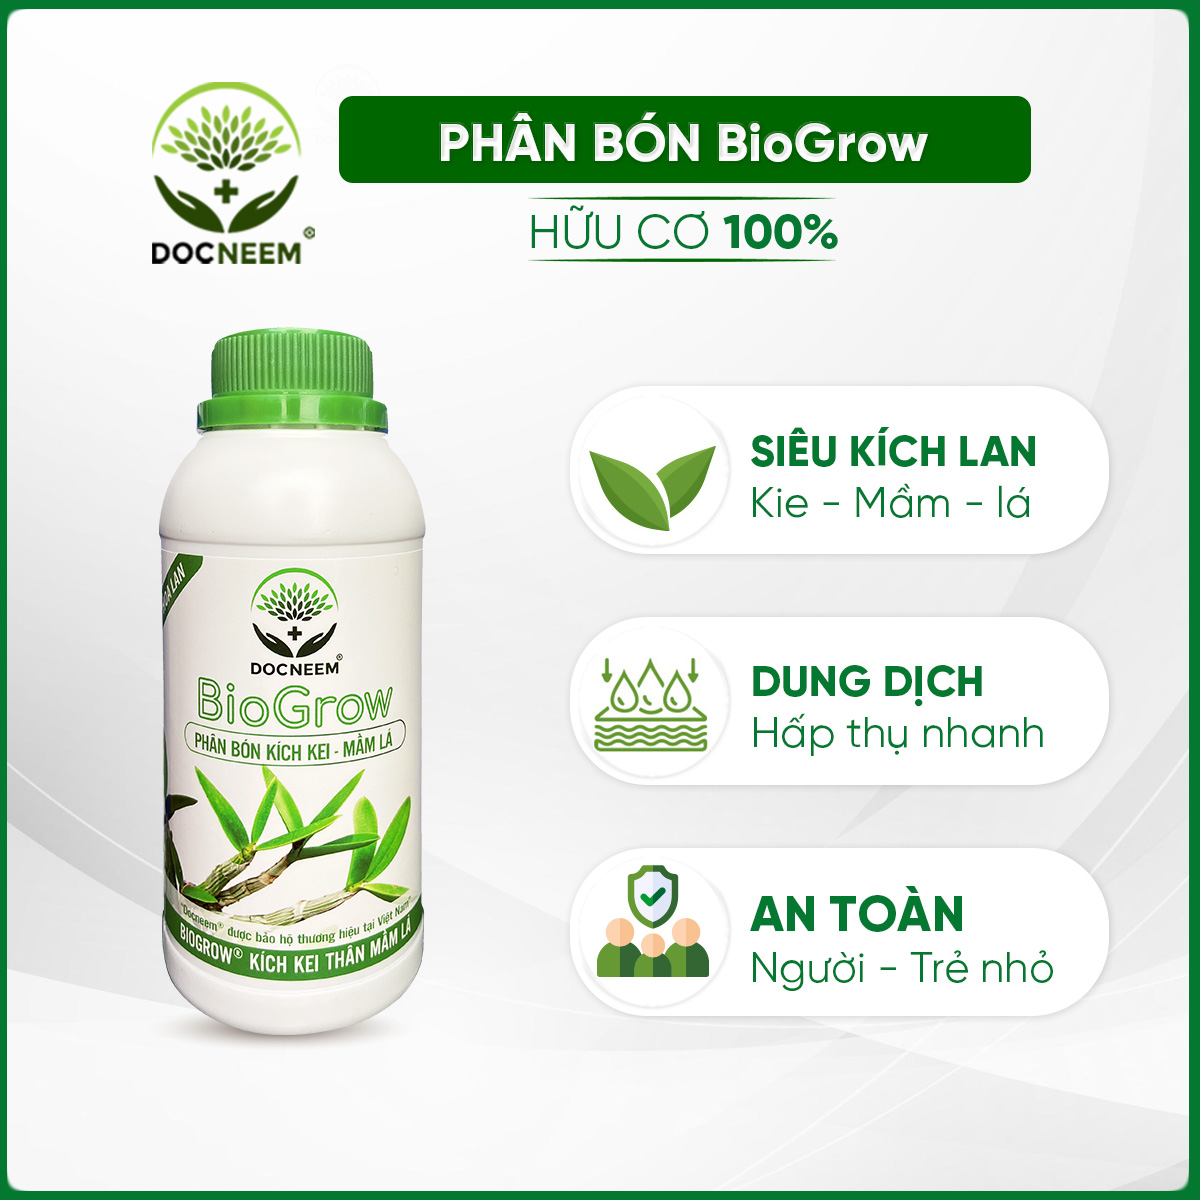 DOCNEEM®
PHÂN BÓN BioGrow
HỮU CƠ 100%
SIÊU KÍCH LAN
Kie - Mầm - lá
DUNG DỊCH
Hấp thụ nhanh
AN TOÀN
Người - Trẻ nhỏ
LAN
DOCNEEM®
BioGrow
PHÂN BÓN KÍCH KEI - MẦM LÁ
"Docneem® được bảo hộ thương hiệu tại Việt Nam"
BIOGROW® KÍCH KEI THÂN MẦM LÁ